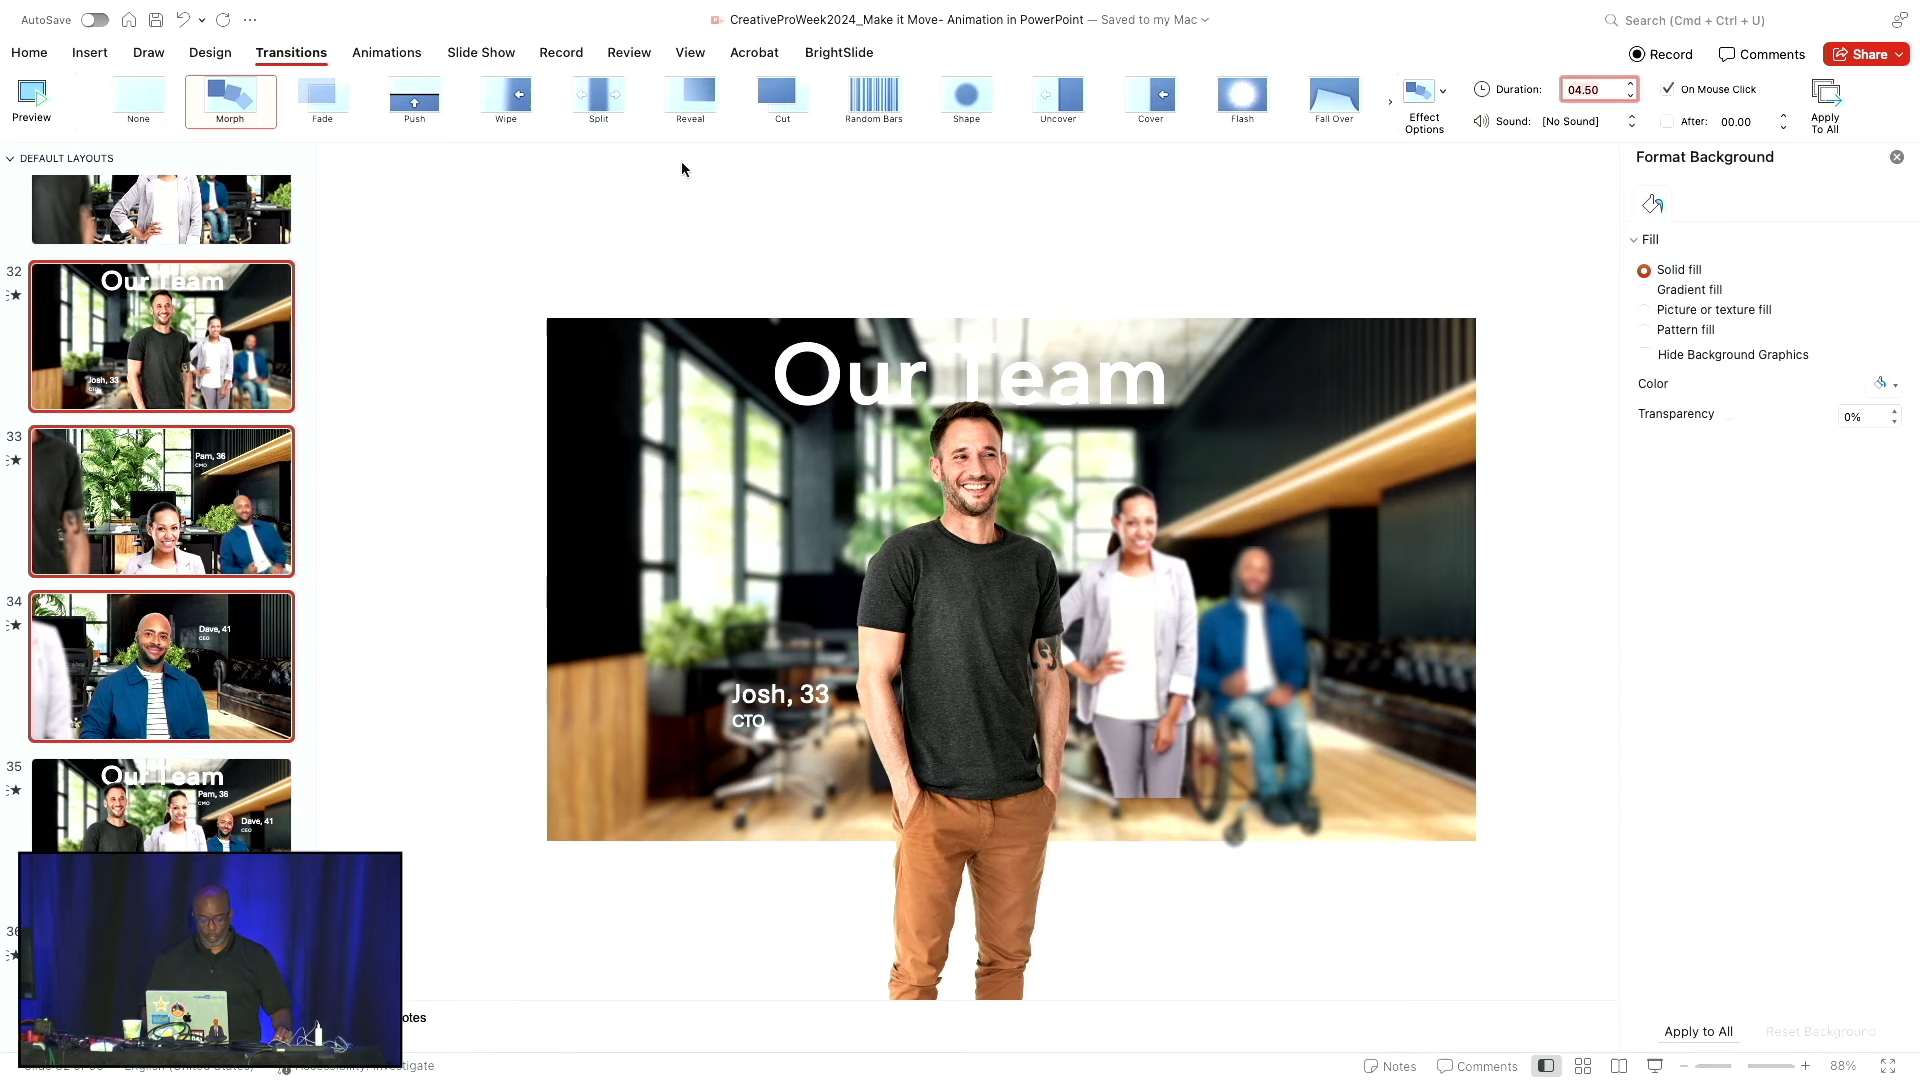 AutoSave
CreativeProWeek2024_Make it Move- Animation in PowerPoint — Saved to my Mac
Search (Cmd + Ctrl + U)
Home Insert Draw Design Transitions Animations Slide Show Record Review View Acrobat BrightSlide
Record Comments Share
Preview
None Morph Fade Push Wipe Split Reveal Cut Random Bars Shape Uncover Cover Flash Fall Over
Effect
Options
Duration: 04.50
Sound: [No Sound]
On Mouse Click
After: 00.00
Apply
To All
DEFAULT LAYOUTS
32
Our Team
Josh, 33
CTO
33
Pam, 36
CMO
34
Dave, 41
CEO
35
Our Team
Pam, 36
CMO
Dave, 41
CEO
Our Team
Josh, 33
CTO
Format Background
Fill
Solid fill
Gradient fill
Picture or texture fill
Pattern fill
Hide Background Graphics
Color
Transparency 0%
Apply to All Reset Background
otes
Notes Comments 88%